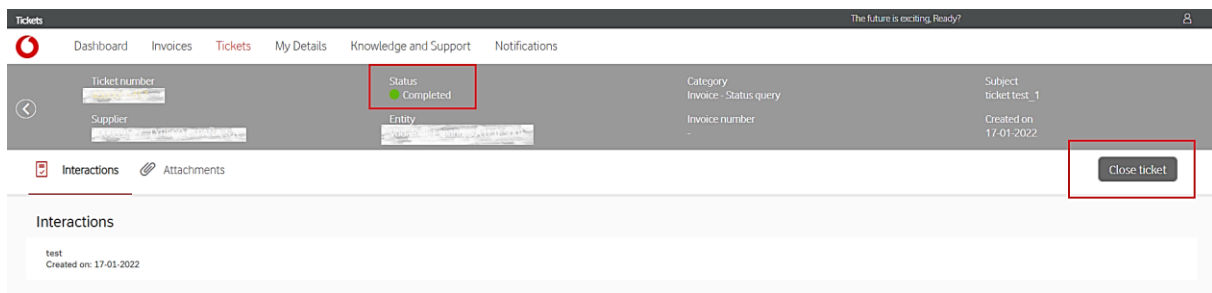 Tickets
The future is exciting, Ready?
Dashboard Invoices Tickets My Details Knowledge and Support Notifications
Ticket number
Status
Completed
Category
Invoice - Status query
Subject
ticket test_1
Supplier
Entity
Invoice number
-
Created on
17-01-2022
Interactions Attachments
Close ticket
Interactions
test
Created on: 17-01-2022